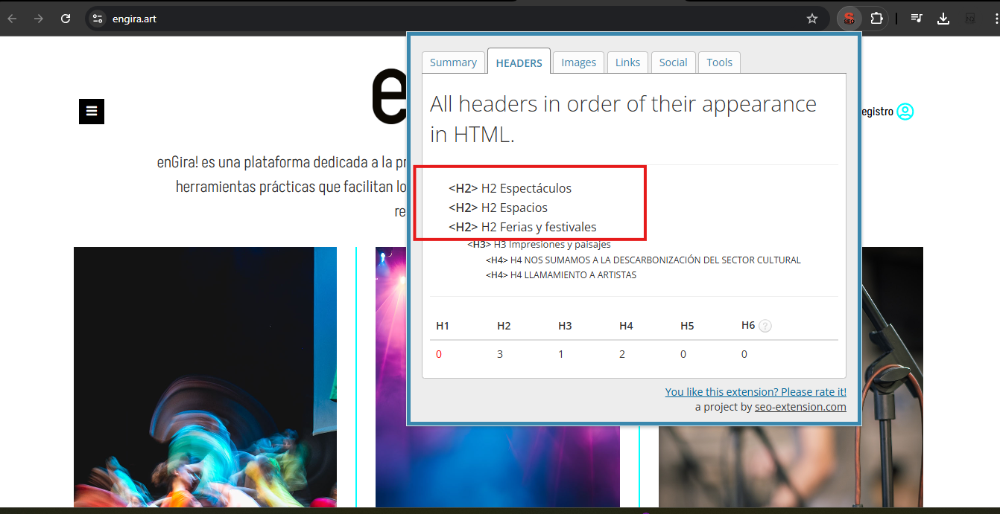 engira.art
SEO
Summary
HEADERS
Images
Links
Social
Tools
e
All headers in order of their appearance
in HTML.
egistro
enGira! es una plataforma dedicada a la
herramientas prácticas que facilitan
re
<H2> H2 Espectáculos
<H2> H2 Espacios
<H2> H2 Ferias y festivales
<H3> H3 Impresiones y paisajes
<H4> H4 NOS SUMAMOS A LA DESCARBONIZACIÓN DEL SECTOR CULTURAL
<H4> H4 LLAMAMIENTO A ARTISTAS
H1 H2 H3 H4 H5 H6 ?
0 3 1 2 0 0
You like this extension? Please rate it!
a project by seo-extension.com